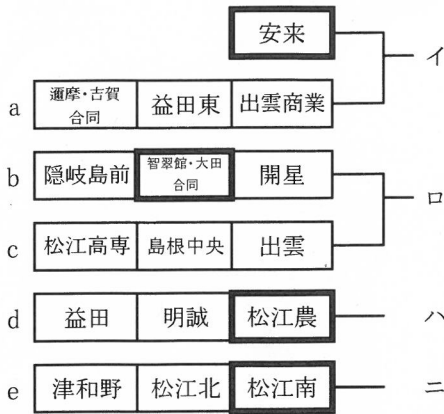 安来
イ
a
邇摩・吉賀
合同
益田東
出雲商業
b
隠岐島前
智翠館・大田
合同
開星
ロ
c
松江高専
島根中央
出雲
d
益田
明誠
松江農
ハ
e
津和野
松江北
松江南
ニ